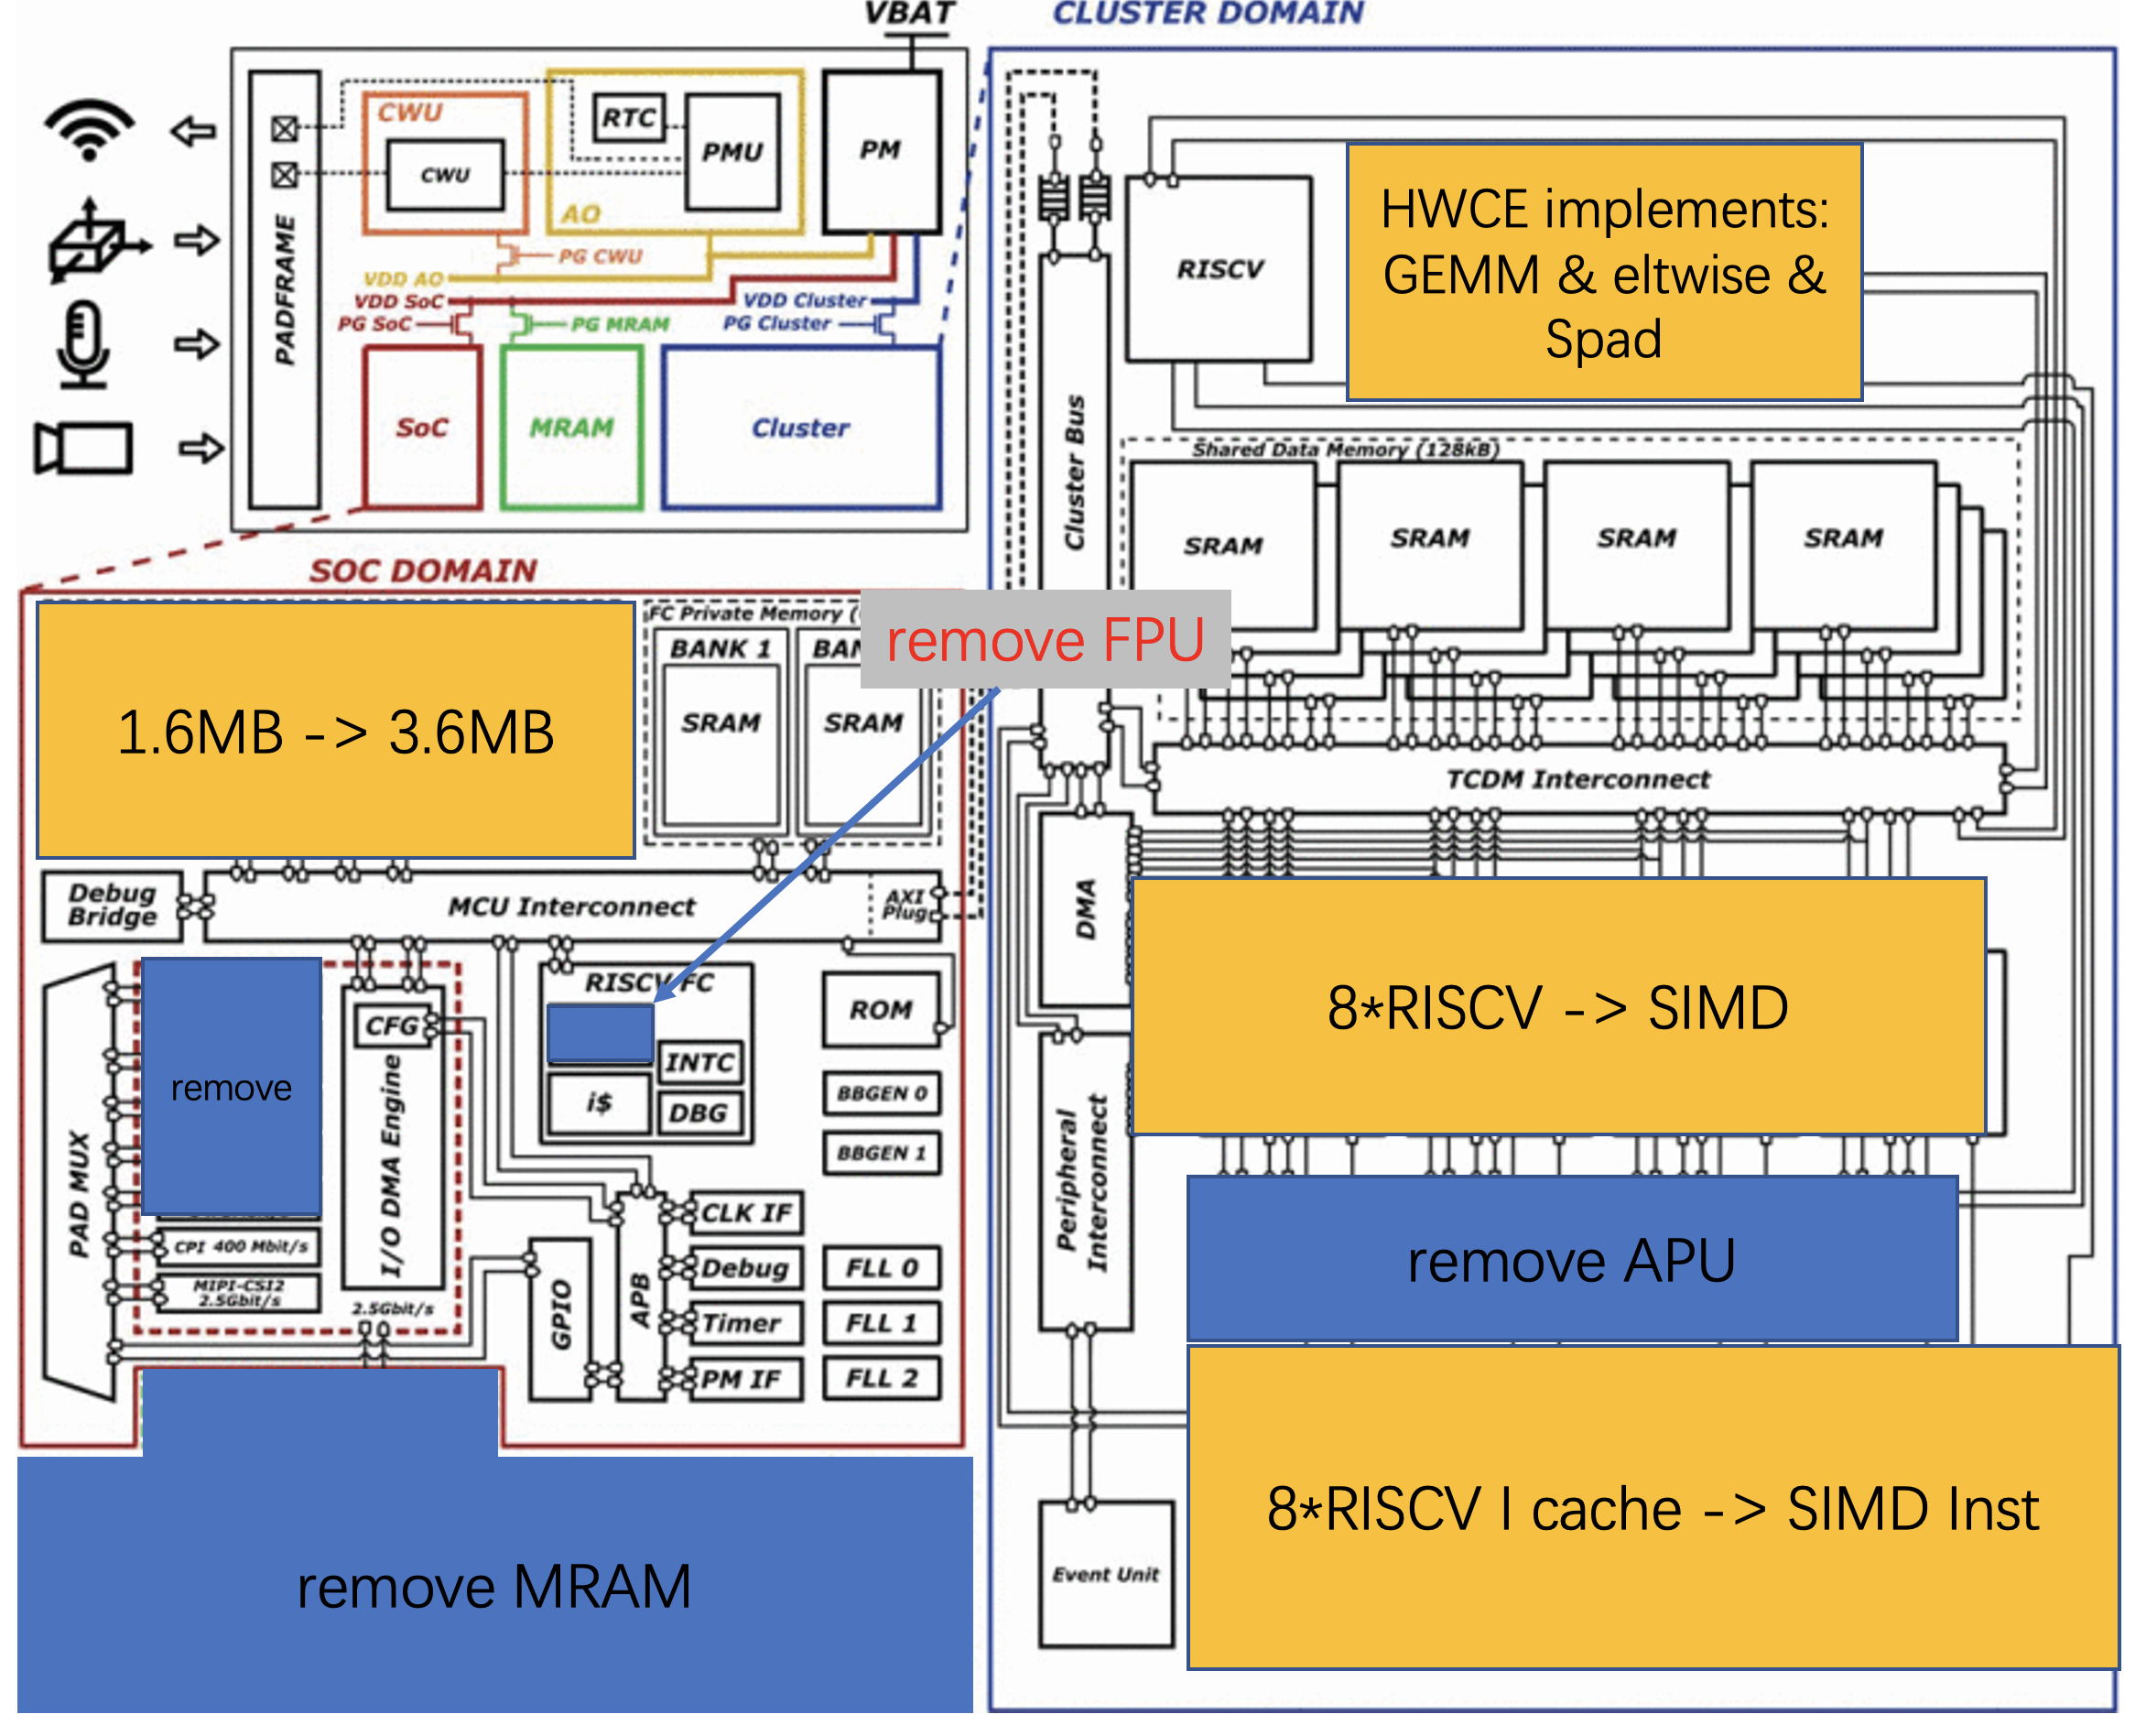 VBAT
CLUSTER DOMAIN
PADFRAME
CWU
CWU
RTC
PMU
AO
PM
PG CWU
VDD AO
VDD SoC
VDD Cluster
PG SoC
PG MRAM
PG Cluster
SoC
MRAM
Cluster
SOC DOMAIN
1.6MB -> 3.6MB
FC Private Memory (
BANK 1
BAN
SRAM
SRAM
remove FPU
Debug
Bridge
MCU Interconnect
AXI
Plug
PAD MUX
remove
CPI 400 Mbit/s
MIPI-CSI2
2.5Gbit/s
CFG
I/O DMA Engine
2.5Gbit/s
RISCV FC
INTC
i$
DBG
ROM
BBGEN 0
BBGEN 1
GPIO
APB
CLK IF
Debug
Timer
PM IF
FLL 0
FLL 1
FLL 2
remove MRAM
RISCV
HWCE implements:
GEMM & eltwise &
Spad
Cluster Bus
Shared Data Memory (128kB)
SRAM
SRAM
SRAM
SRAM
TCDM Interconnect
DMA
8*RISCV -> SIMD
Peripheral
Interconnect
remove APU
8*RISCV I cache -> SIMD Inst
Event Unit